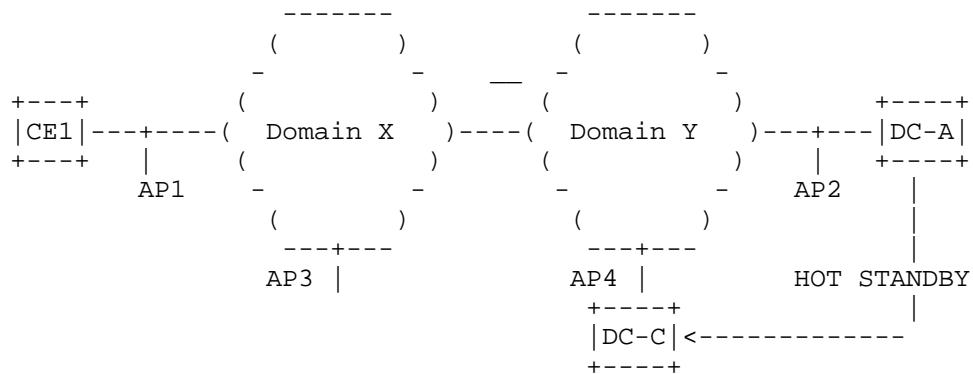 CE1 Domain X Domain Y DC-A
AP1 AP2
AP3 AP4 HOT STANDBY
DC-C